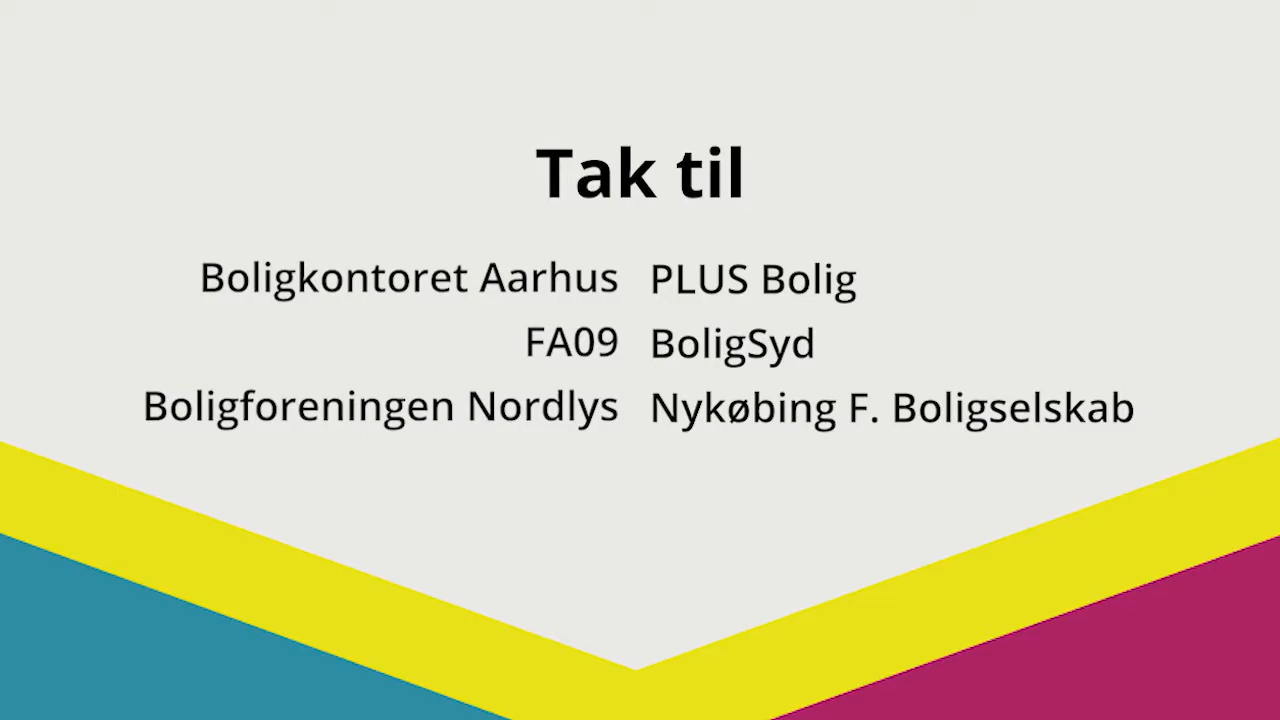 Tak til
Boligkontoret Aarhus
FA09
Boligforeningen Nordlys
PLUS Bolig
BoligSyd
Nykøbing F. Boligselskab